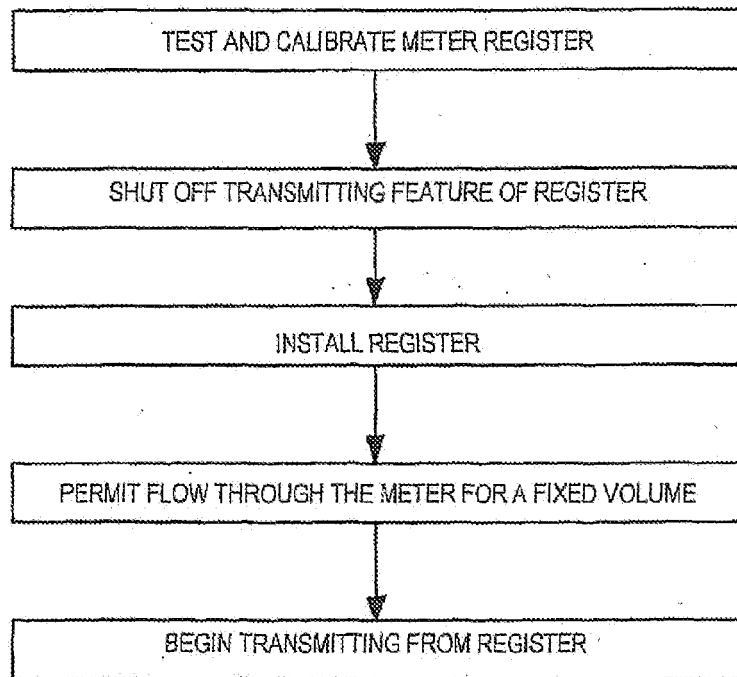 TEST AND CALIBRATE METER REGISTER
SHUT OFF TRANSMITTING FEATURE OF REGISTER
INSTALL REGISTER
PERMIT FLOW THROUGH THE METER FOR A FIXED VOLUME
BEGIN TRANSMITTING FROM REGISTER